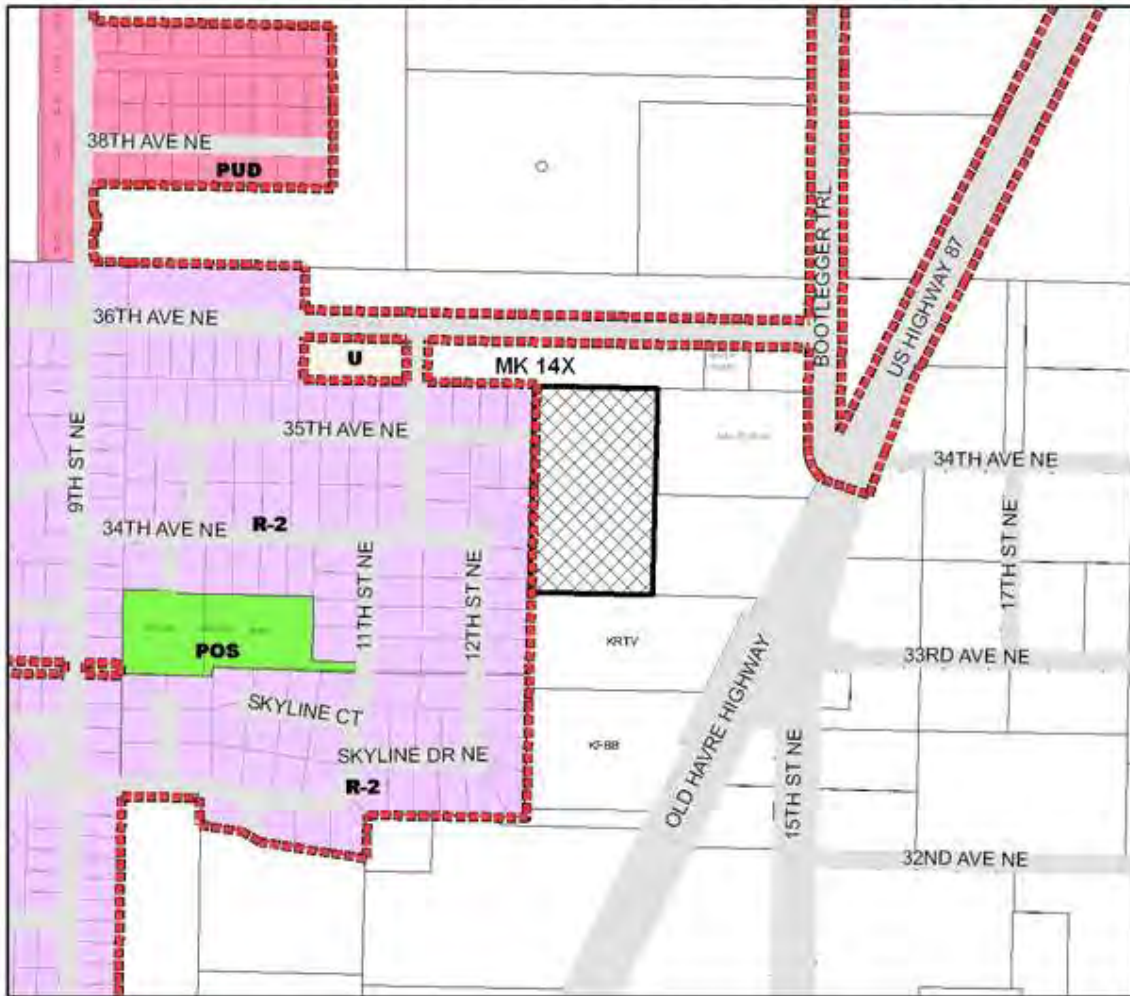 38TH AVE NE
PUD
BOOTLEGGER TRL
US HIGHWAY 87
36TH AVE NE
U
MK 14X
9TH ST NE
35TH AVE NE
34TH AVE NE
34TH AVE NE
R-2
17TH ST NE
11TH ST NE
12TH ST NE
KRTV
POS
33RD AVE NE
SKYLINE CT
OLD HAVRE HIGHWAY
KFBB
SKYLINE DR NE
R-2
15TH ST NE
32ND AVE NE